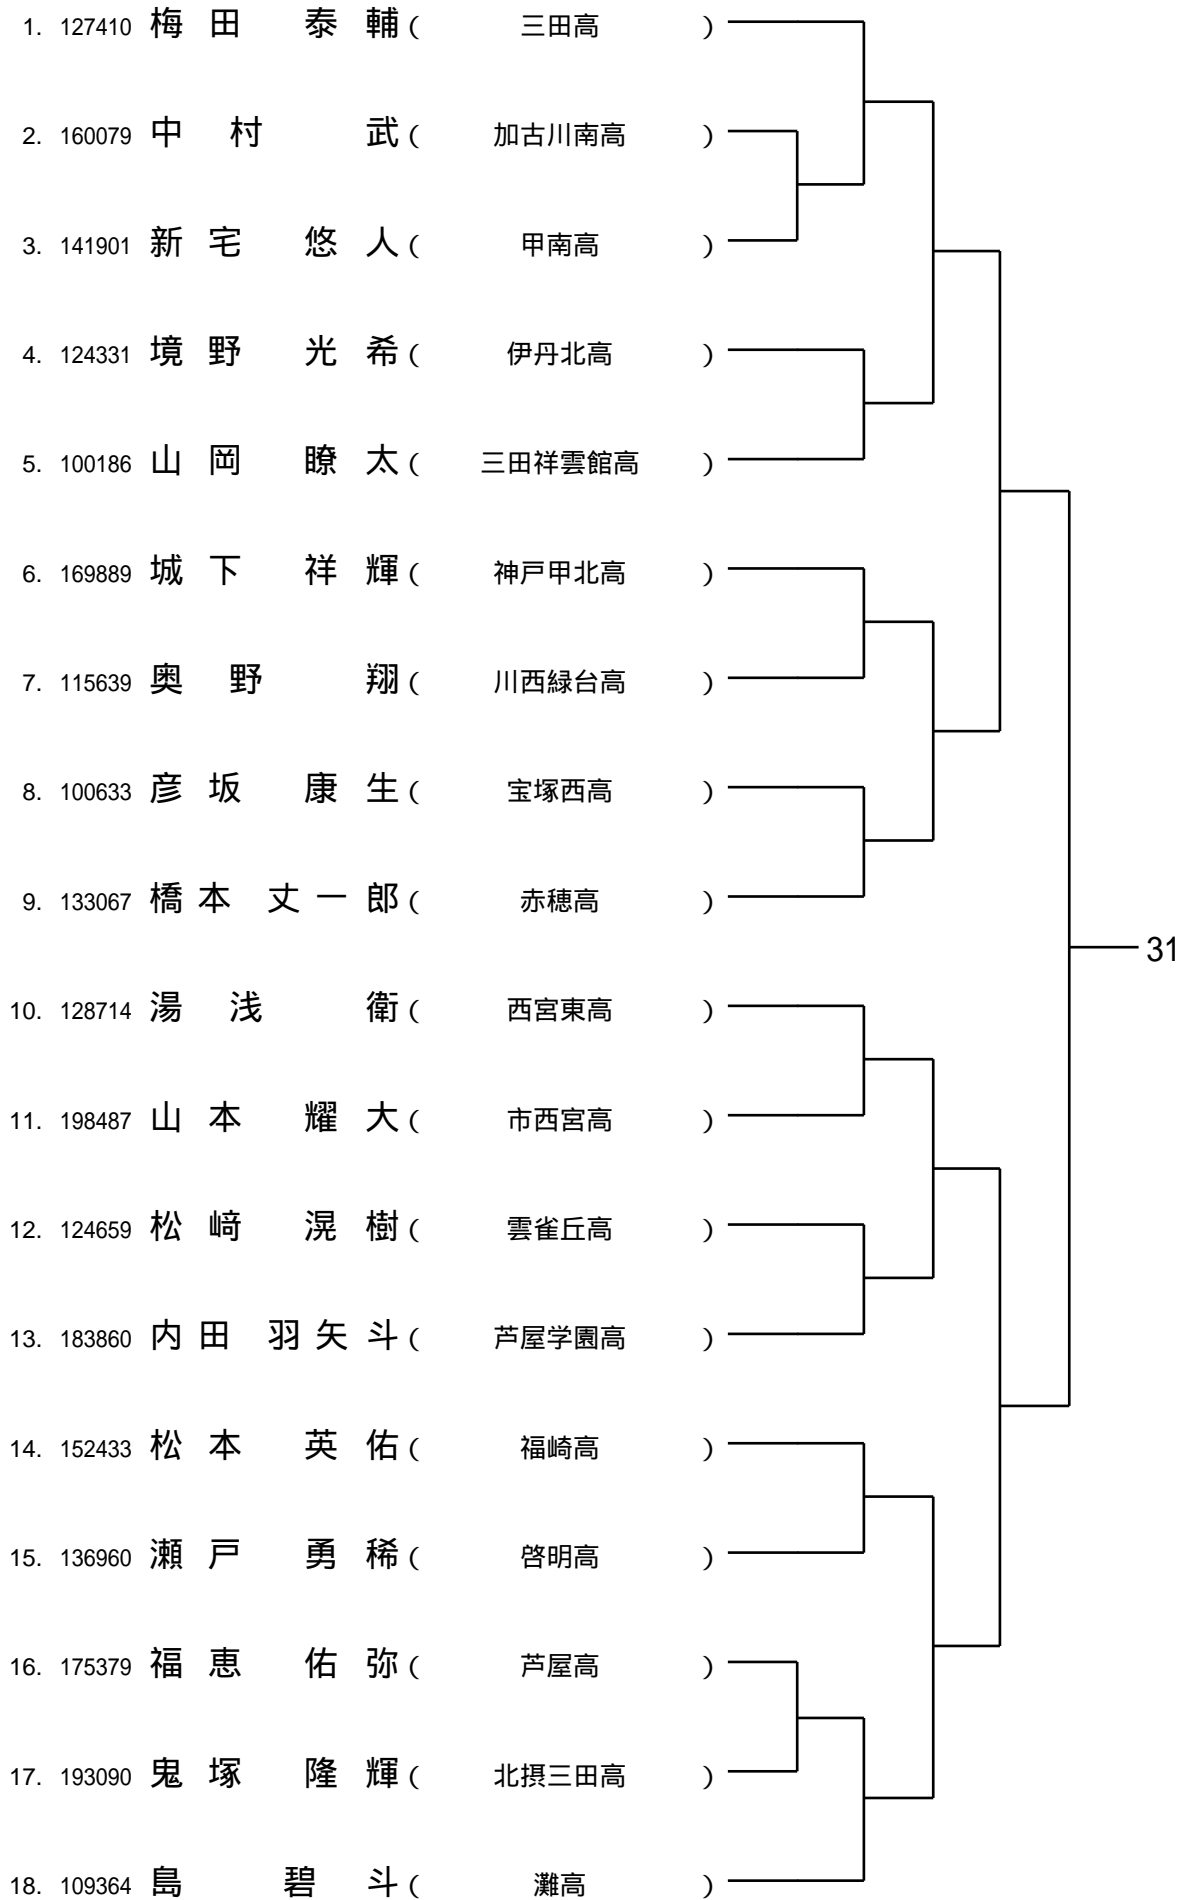 1. 127410 梅田 泰輔 ( 三田高 )
2. 160079 中村 武 ( 加古川南高 )
3. 141901 新宅 悠人 ( 甲南高 )
4. 124331 境野 光希 ( 伊丹北高 )
5. 100186 山岡 瞭太 ( 三田祥雲館高 )
6. 169889 城下 祥輝 ( 神戸甲北高 )
7. 115639 奥野 翔 ( 川西緑台高 )
8. 100633 彦坂 康生 ( 宝塚西高 )
9. 133067 橋本 丈一郎 ( 赤穂高 )
31
10. 128714 湯浅 衛 ( 西宮東高 )
11. 198487 山本 耀大 ( 市西宮高 )
12. 124659 松﨑 滉樹 ( 雲雀丘高 )
13. 183860 内田 羽矢斗 ( 芦屋学園高 )
14. 152433 松本 英佑 ( 福崎高 )
15. 136960 瀬戸 勇稀 ( 啓明高 )
16. 175379 福恵 佑弥 ( 芦屋高 )
17. 193090 鬼塚 隆輝 ( 北摂三田高 )
18. 109364 島 碧斗 ( 灘高 )